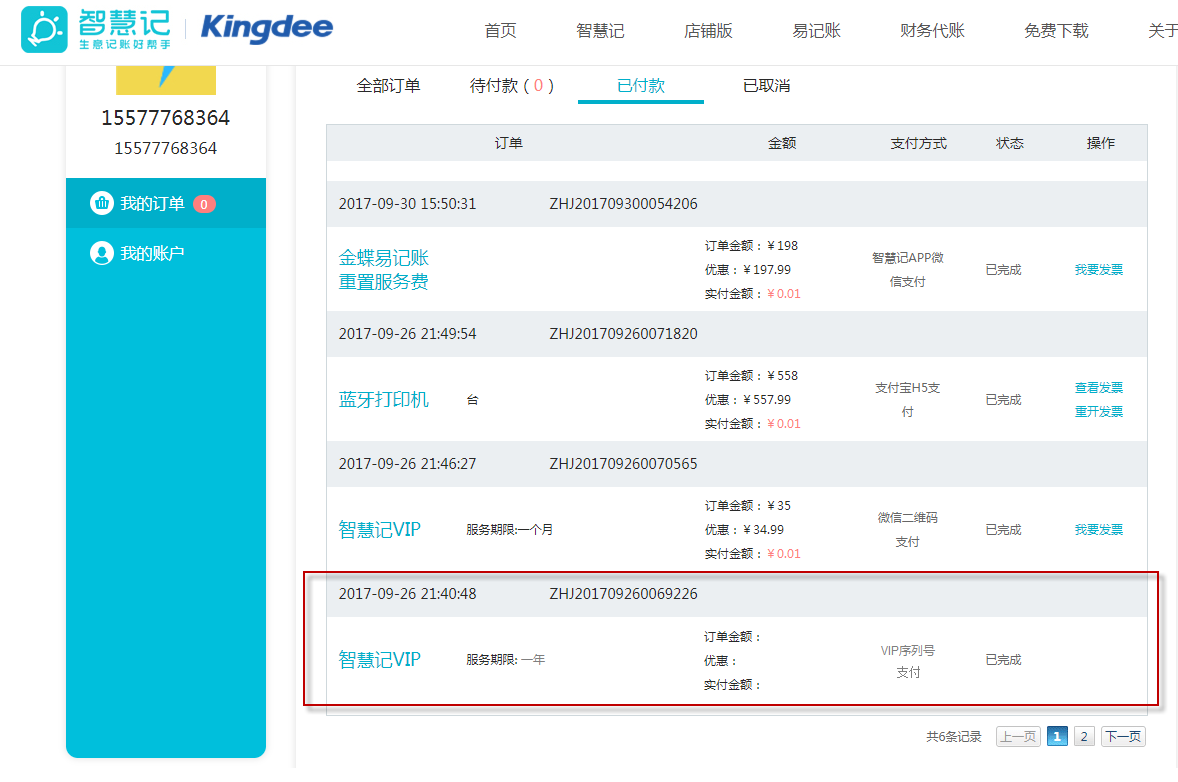 智慧记
生意记账好帮手
Kingdee
首页 智慧记 店铺版 易记账 财务代账 免费下载 关于
15577768364
15577768364
我的订单 0
我的账户
全部订单 待付款 ( 0 ) 已付款 已取消
订单 金额 支付方式 状态 操作
2017-09-30 15:50:31 ZHJ201709300054206
金蝶易记账
重置服务费
订单金额：￥198
优惠：￥197.99
实付金额：￥0.01
智慧记APP微
信支付
已完成
我要发票
2017-09-26 21:49:54 ZHJ201709260071820
蓝牙打印机 台
订单金额：￥558
优惠：￥557.99
实付金额：￥0.01
支付宝H5支
付
已完成
查看发票
重开发票
2017-09-26 21:46:27 ZHJ201709260070565
智慧记VIP 服务期限:一个月
订单金额：￥35
优惠：￥34.99
实付金额：￥0.01
微信二维码
支付
已完成
我要发票
2017-09-26 21:40:48 ZHJ201709260069226
智慧记VIP 服务期限: 一年
订单金额：
优惠：
实付金额：
VIP序列号
支付
已完成
共6条记录 上一页 1 2 下一页